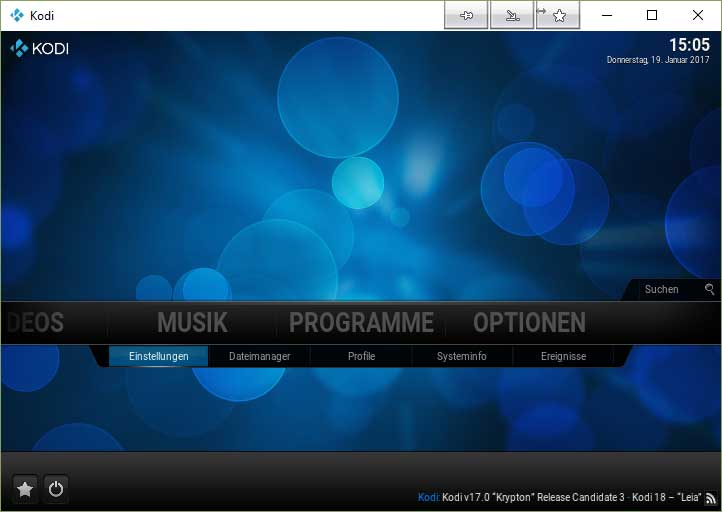 Kodi
KODI
15:05
Donnerstag, 19. Januar 2017
Suchen
DEOS MUSIK PROGRAMME OPTIONEN
Einstellungen Dateimanager Profile Systeminfo Ereignisse
Kodi: Kodi v17.0 “Krypton” Release Candidate 3 - Kodi 18 – “Leia”